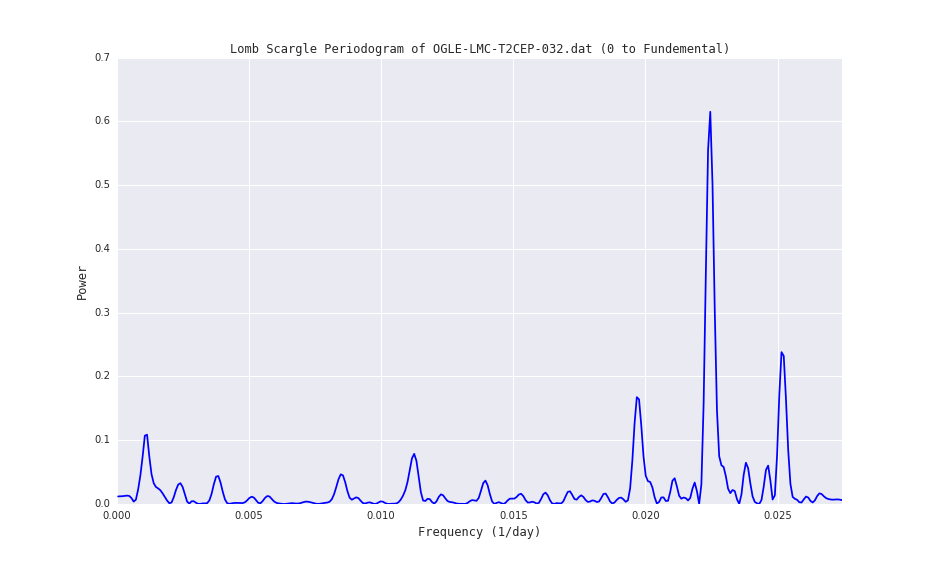 Lomb Scargle Periodogram of OGLE-LMC-T2CEP-032.dat (0 to Fundemental)
0.7
0.6
0.5
0.4
0.3
0.2
0.1
0.0
Power
0.000 0.005 0.010 0.015 0.020 0.025
Frequency (1/day)